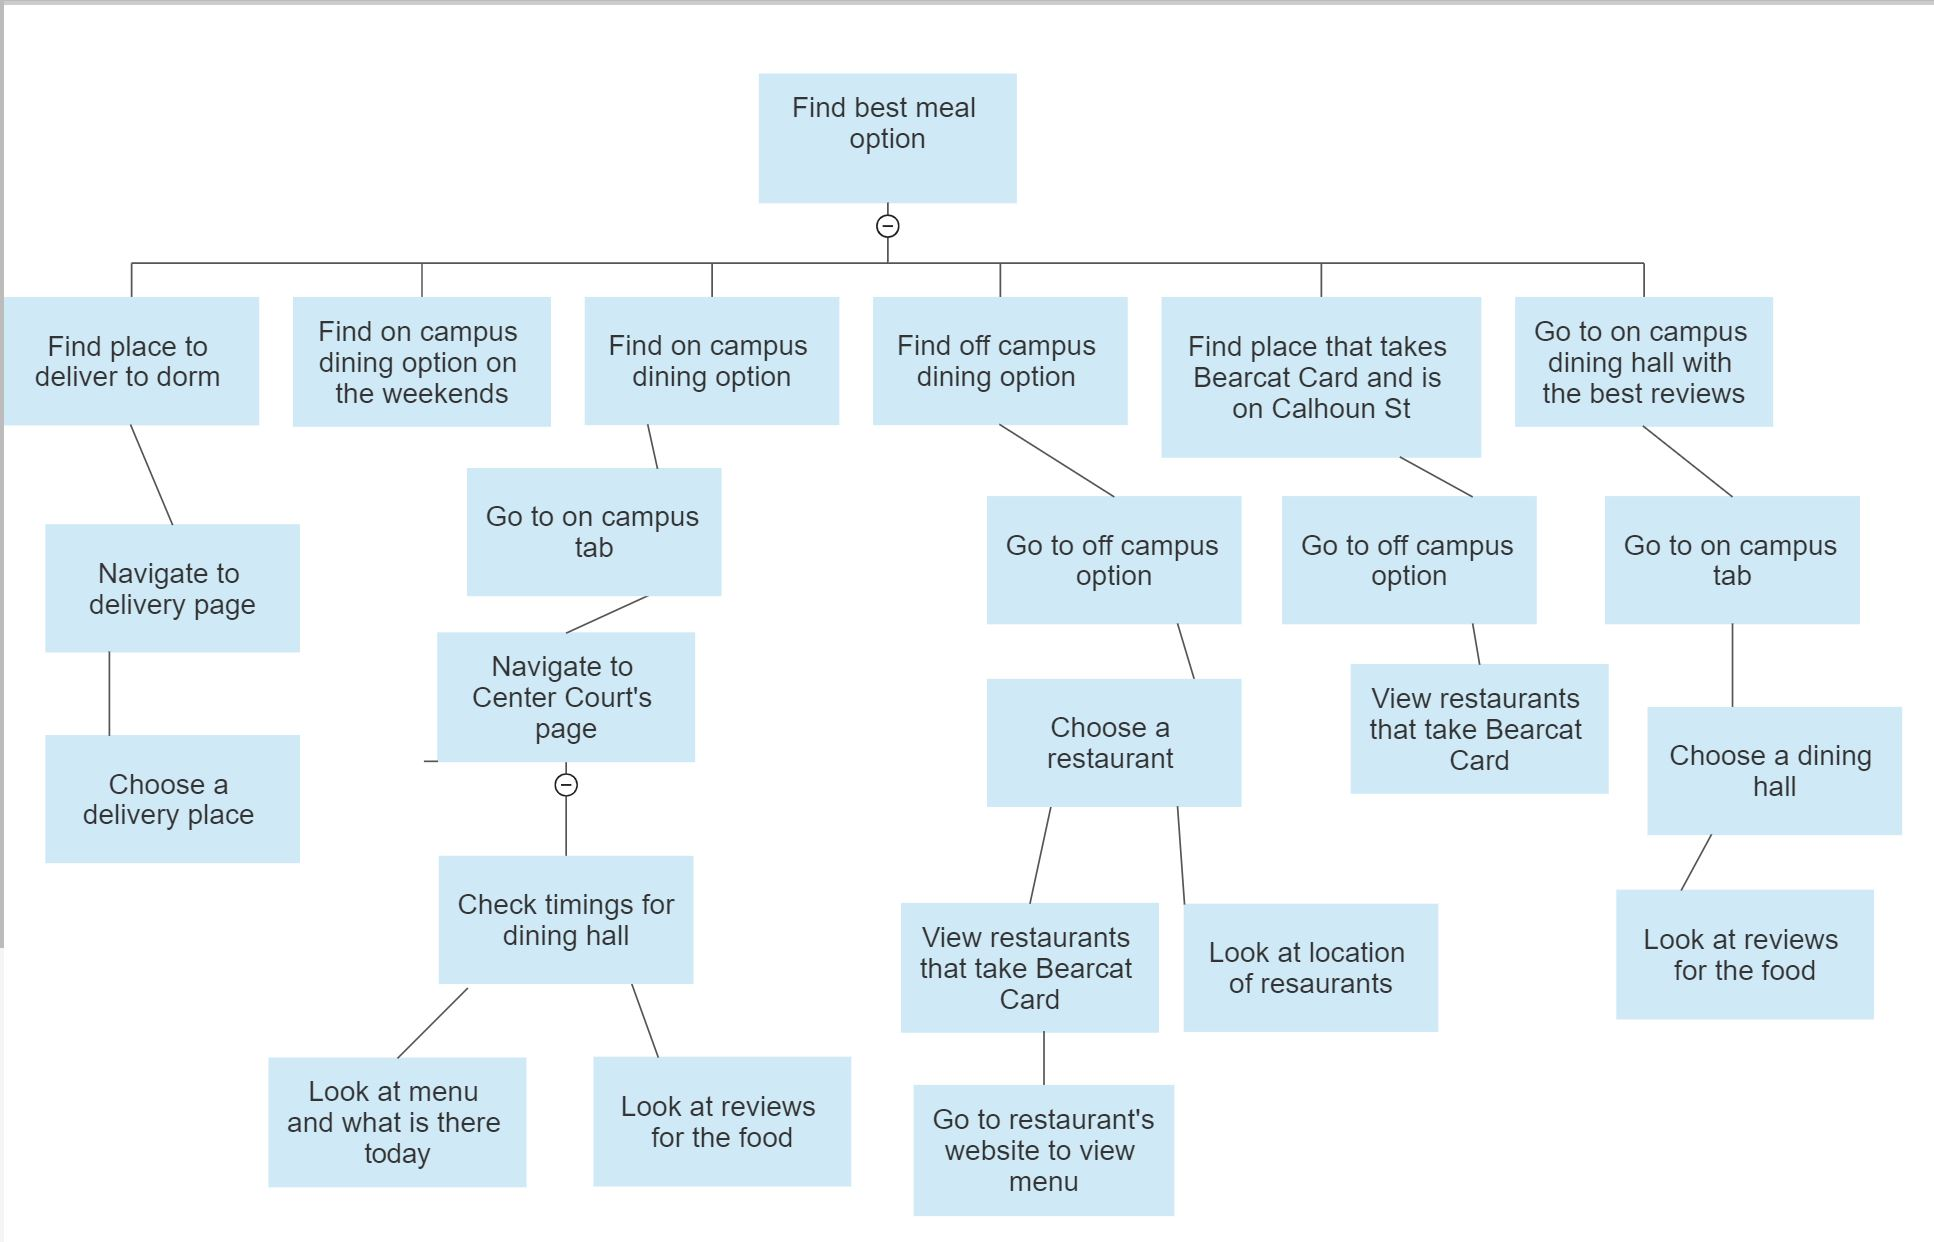 Find best meal
option
Find place to
deliver to dorm
Find on campus
dining option on
the weekends
Find on campus
dining option
Find off campus
dining option
Find place that takes
Bearcat Card and is
on Calhoun St
Go to on campus
dining hall with
the best reviews
Navigate to
delivery page
Choose a
delivery place
Go to on campus
tab
Navigate to
Center Court's
page
Check timings for
dining hall
Look at menu
and what is there
today
Look at reviews
for the food
Go to off campus
option
Choose a
restaurant
View restaurants
that take Bearcat
Card
Go to restaurant's
website to view
menu
Look at location
of resaurants
Go to off campus
option
View restaurants
that take Bearcat
Card
Go to on campus
tab
Choose a dining
hall
Look at reviews
for the food